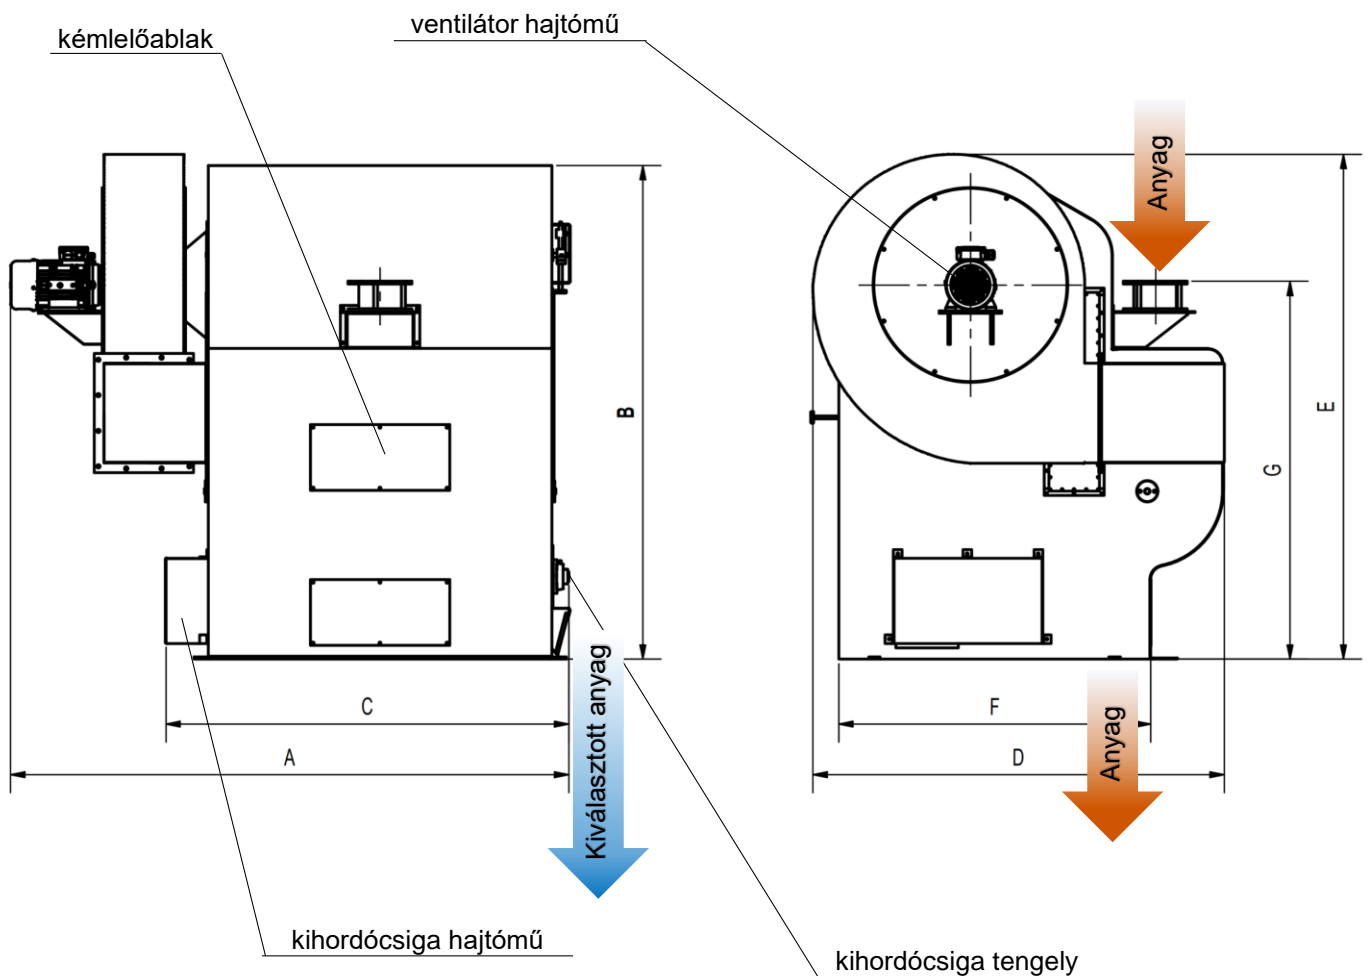 ventilátor hajtómű
kémlelőablak
Anyag
B
E
G
C
F
A
D
Kiválasztott anyag
Anyag
kihordócsiga hajtómű
kihordócsiga tengely